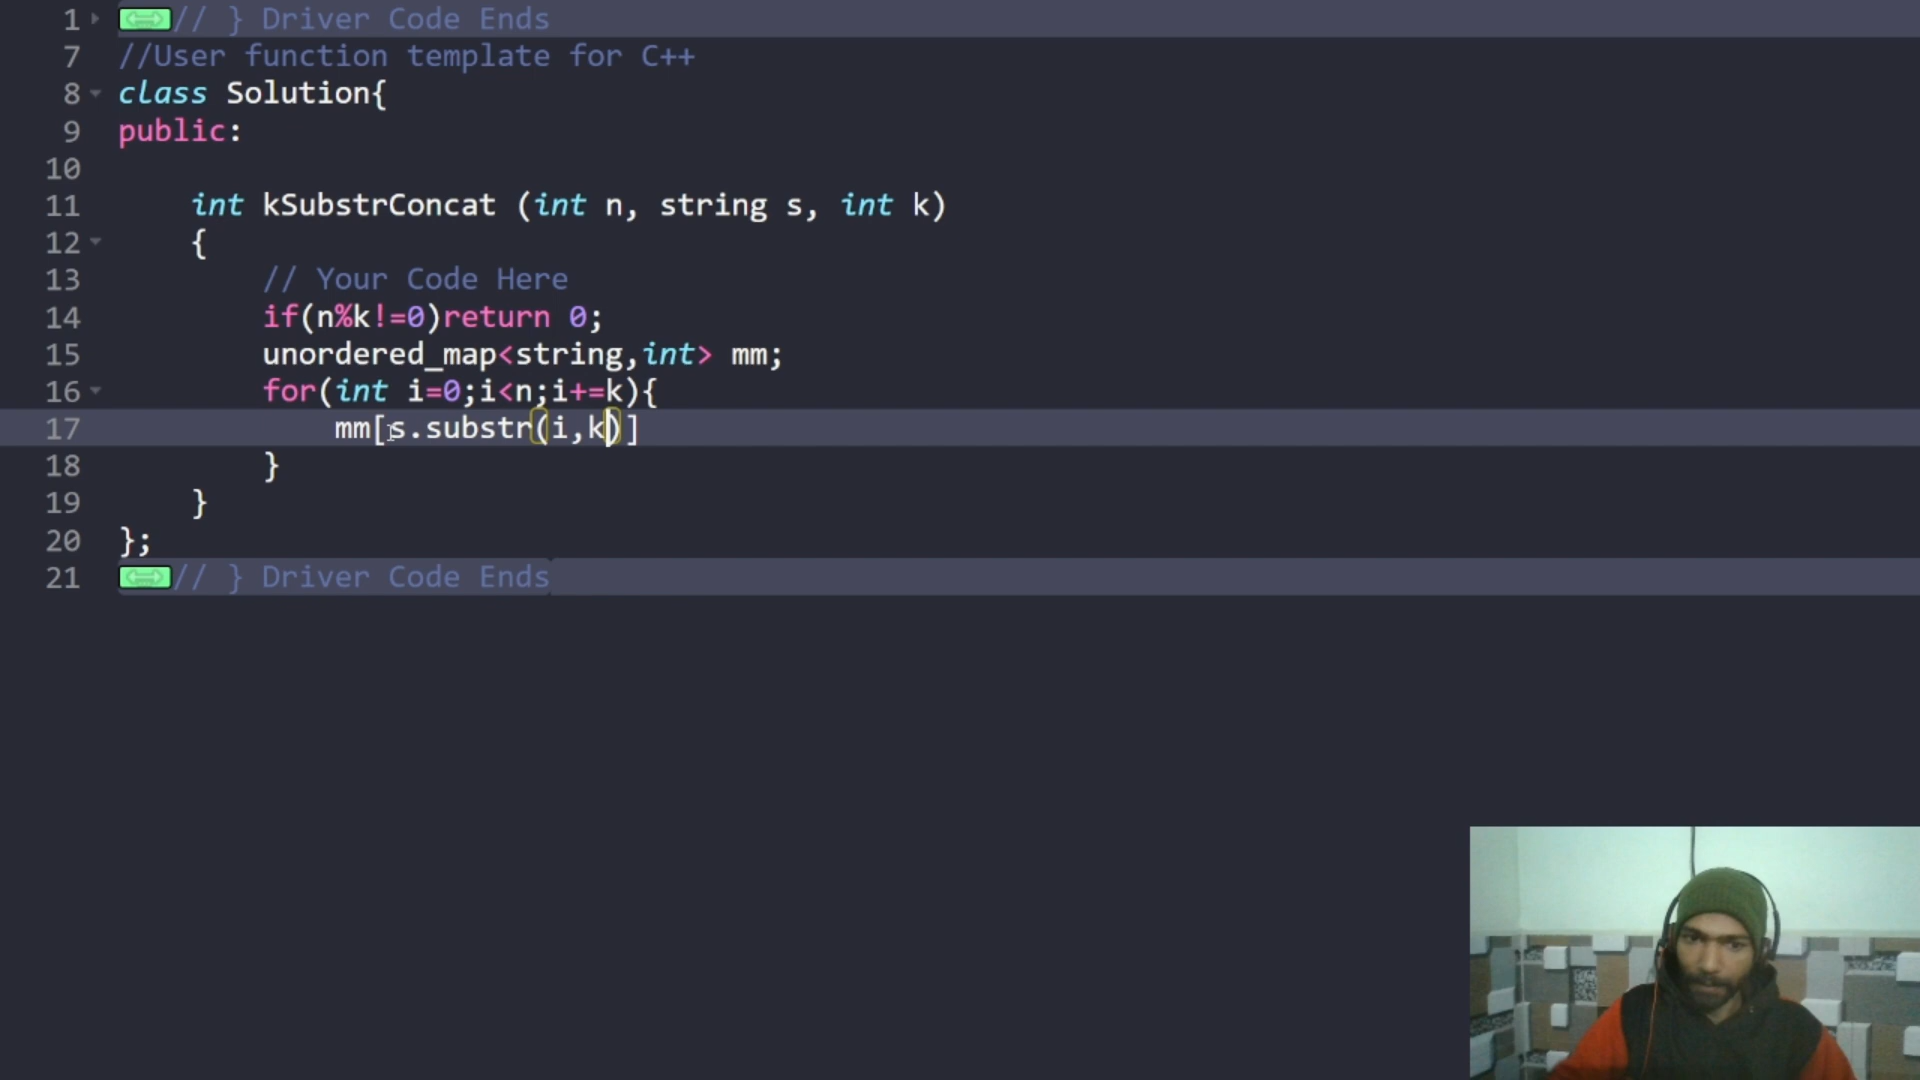 1 // } Driver Code Ends
7 //User function template for C++
8 class Solution{
9 public:
10
11 int kSubstrConcat (int n, string s, int k)
12 {
13 // Your Code Here
14 if(n%k!=0)return 0;
15 unordered_map<string,int> mm;
16 for(int i=0;i<n;i+=k){
17 mm[s.substr(i,k)]
18 }
19 }
20 };
21 // } Driver Code Ends